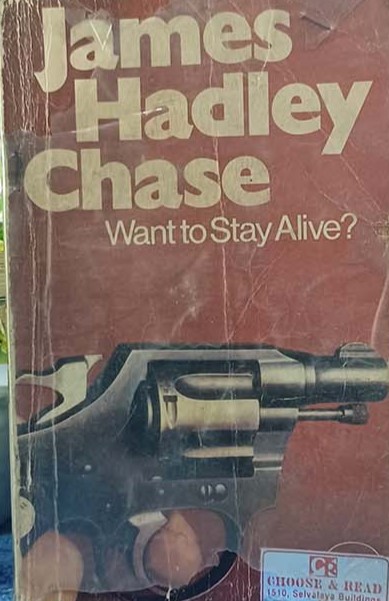 James
Hadley
Chase
Want to Stay Alive?
CR
CHOOSE & READ
1510, Selvalaya Buildings